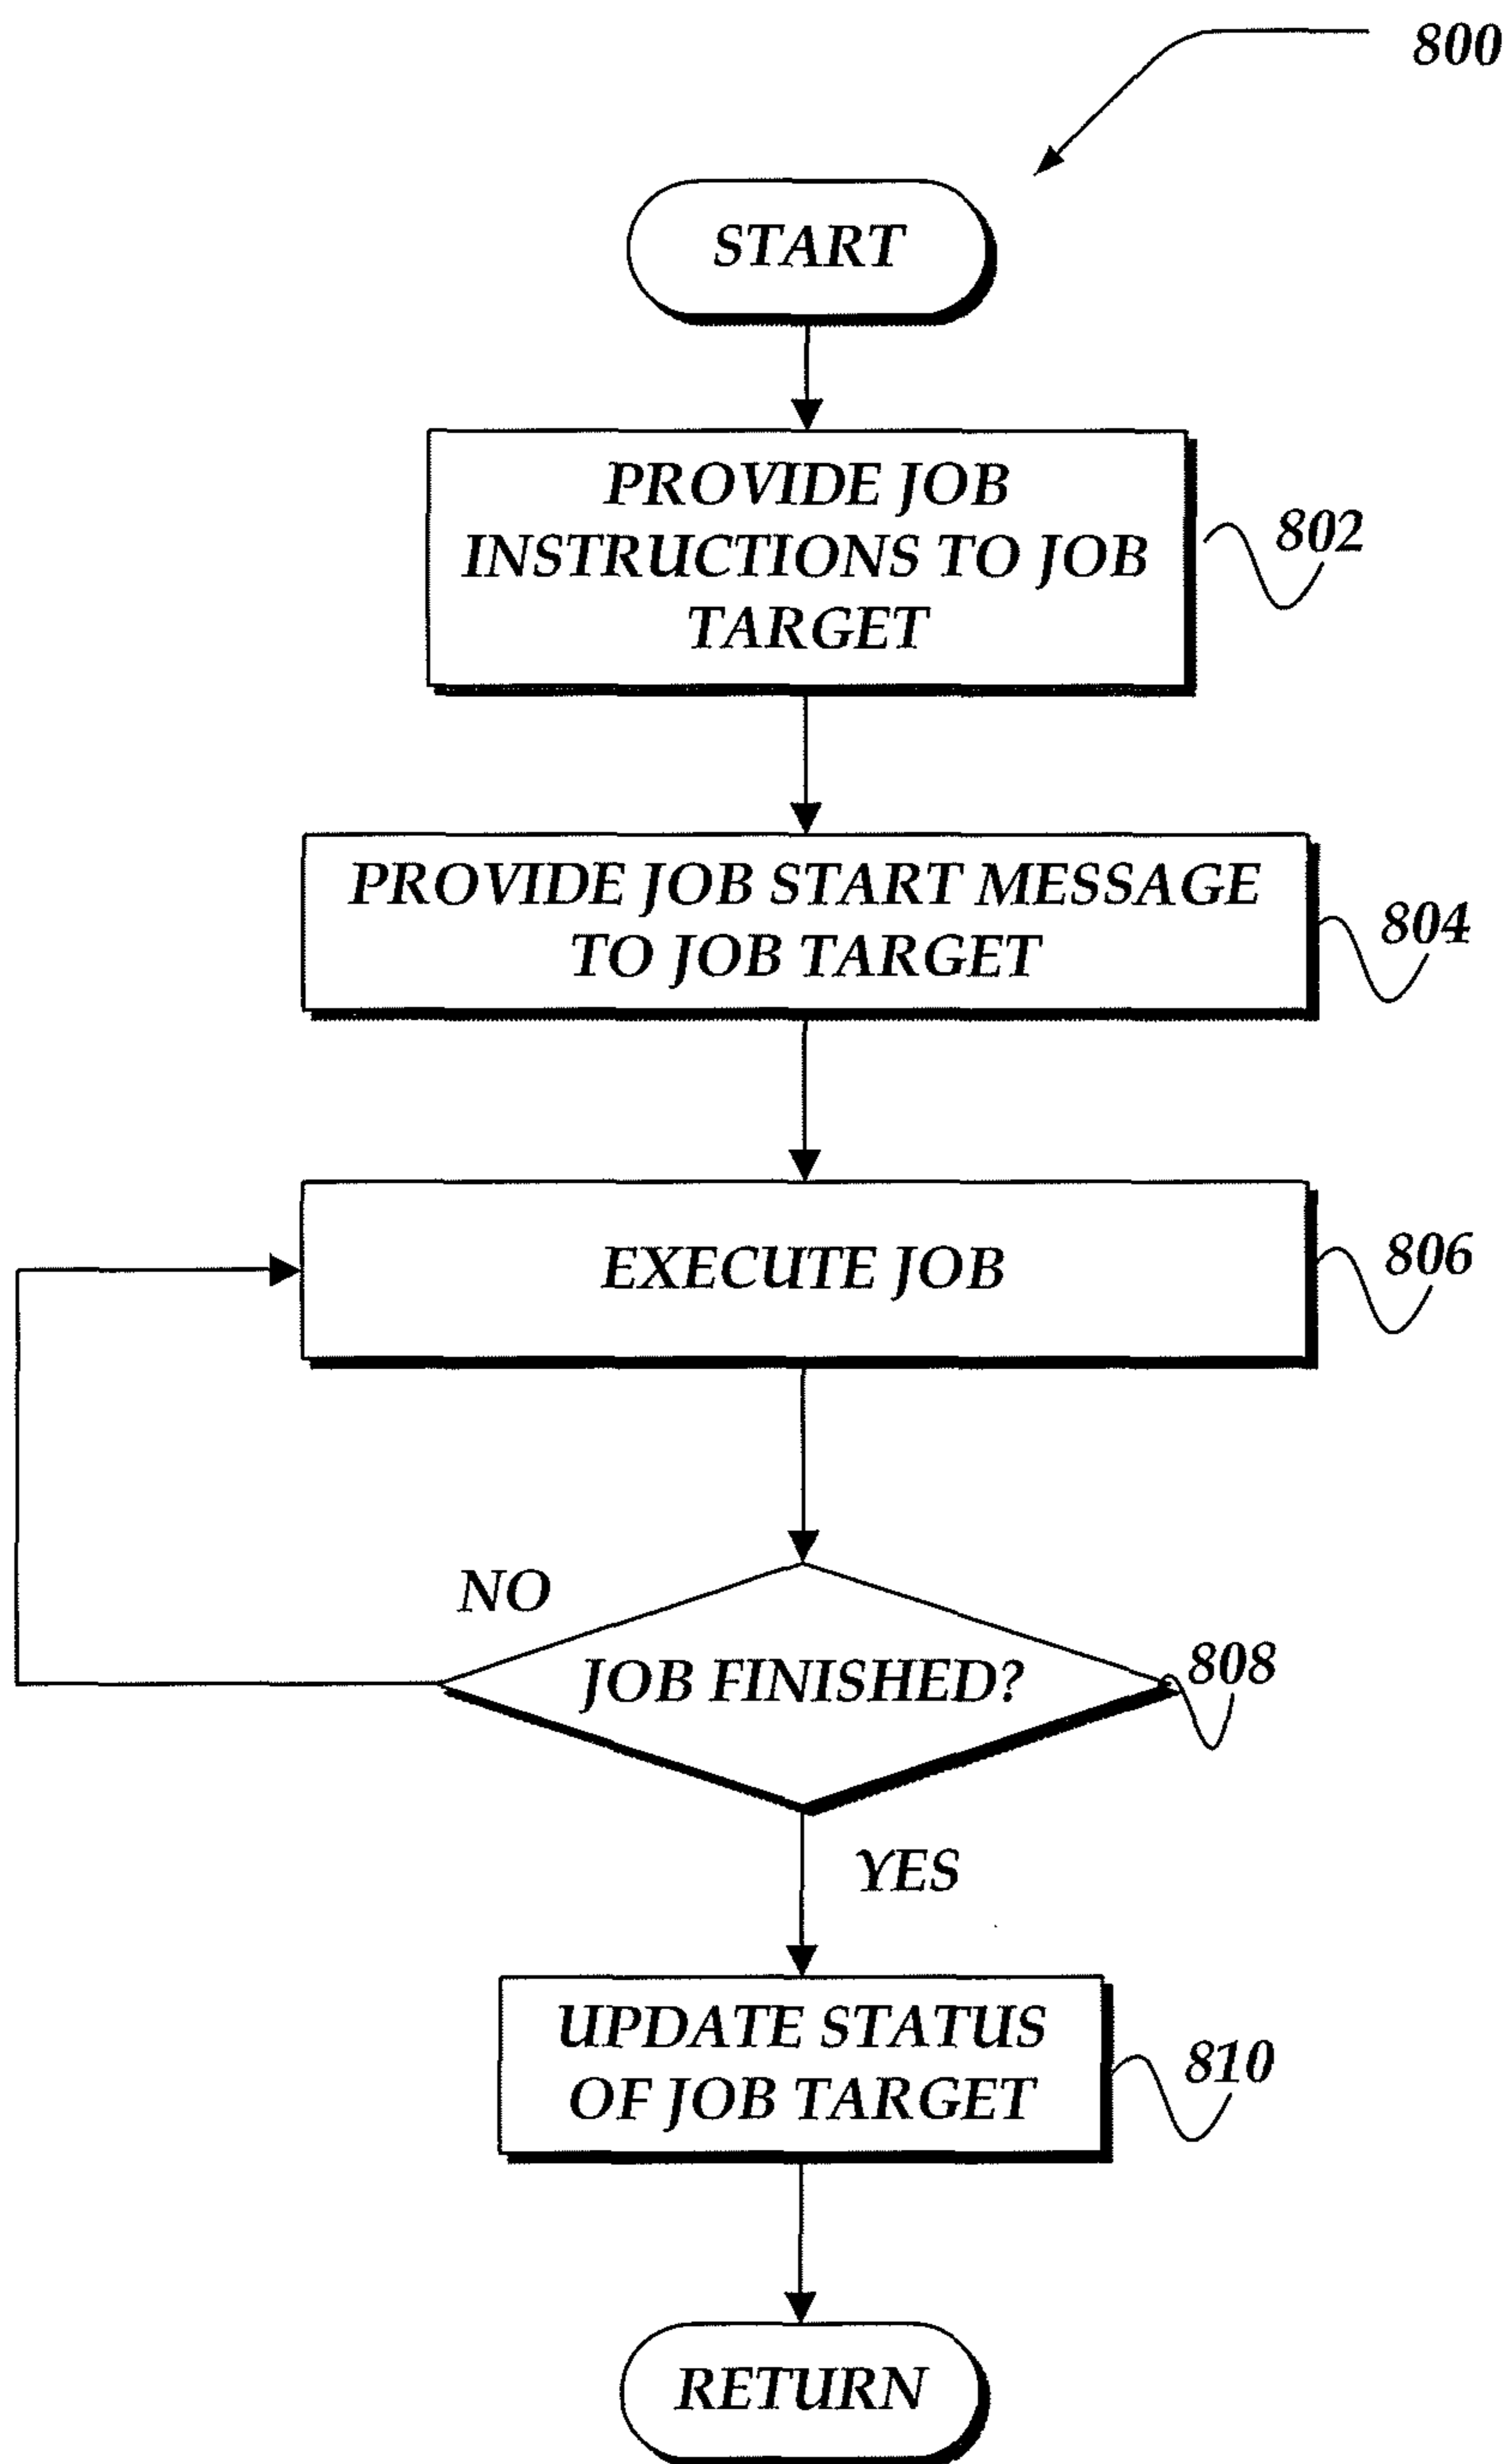 800
START
PROVIDE JOB
INSTRUCTIONS TO JOB
TARGET
802
PROVIDE JOB START MESSAGE
TO JOB TARGET
804
EXECUTE JOB
806
NO
JOB FINISHED?
808
YES
UPDATE STATUS
OF JOB TARGET
810
RETURN